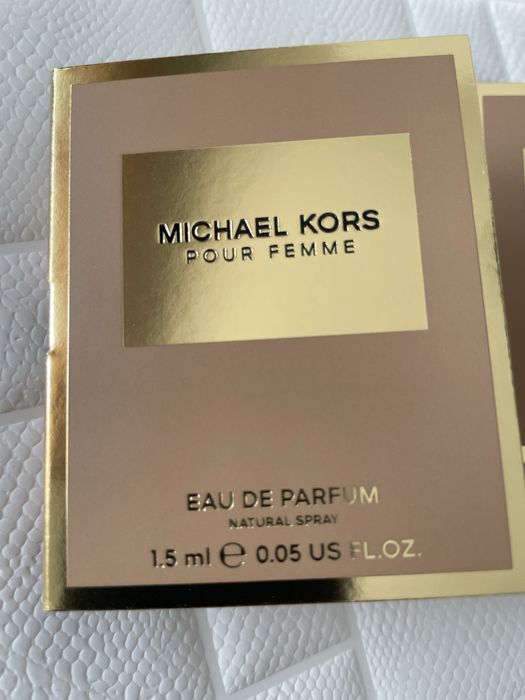 MICHAEL KORS
POUR FEMME
EAU DE PARFUM
NATURAL SPRAY
1.5 ml ℮ 0.05 US FL.OZ.